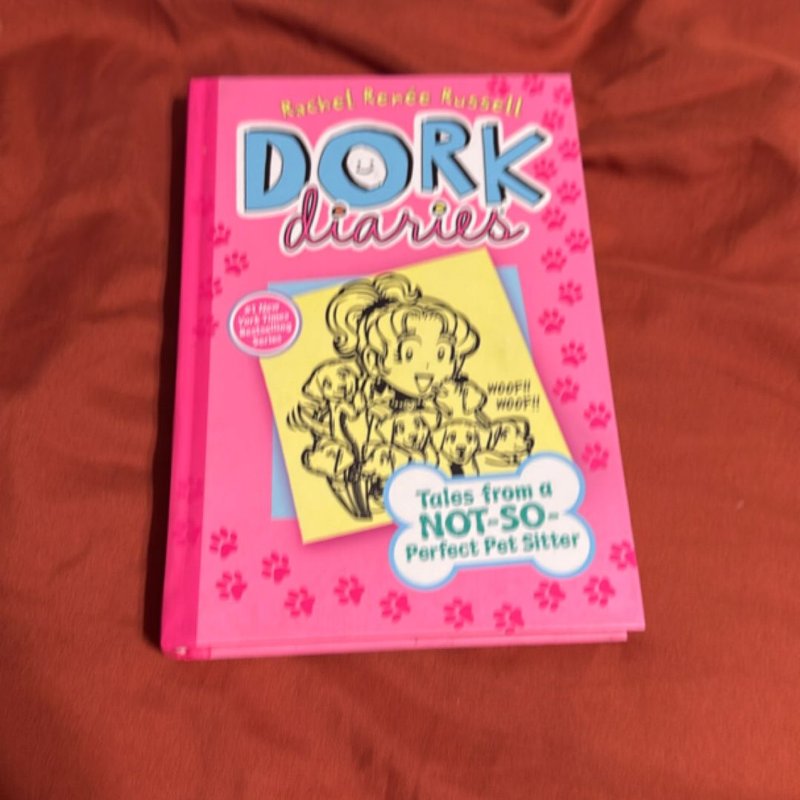 Rachel Renée Russell
DORK
diaries
#1 New
York Times
Bestselling
Series
WOOF!!
WOOF!!
Tales from a
NOT-SO-
Perfect Pet Sitter